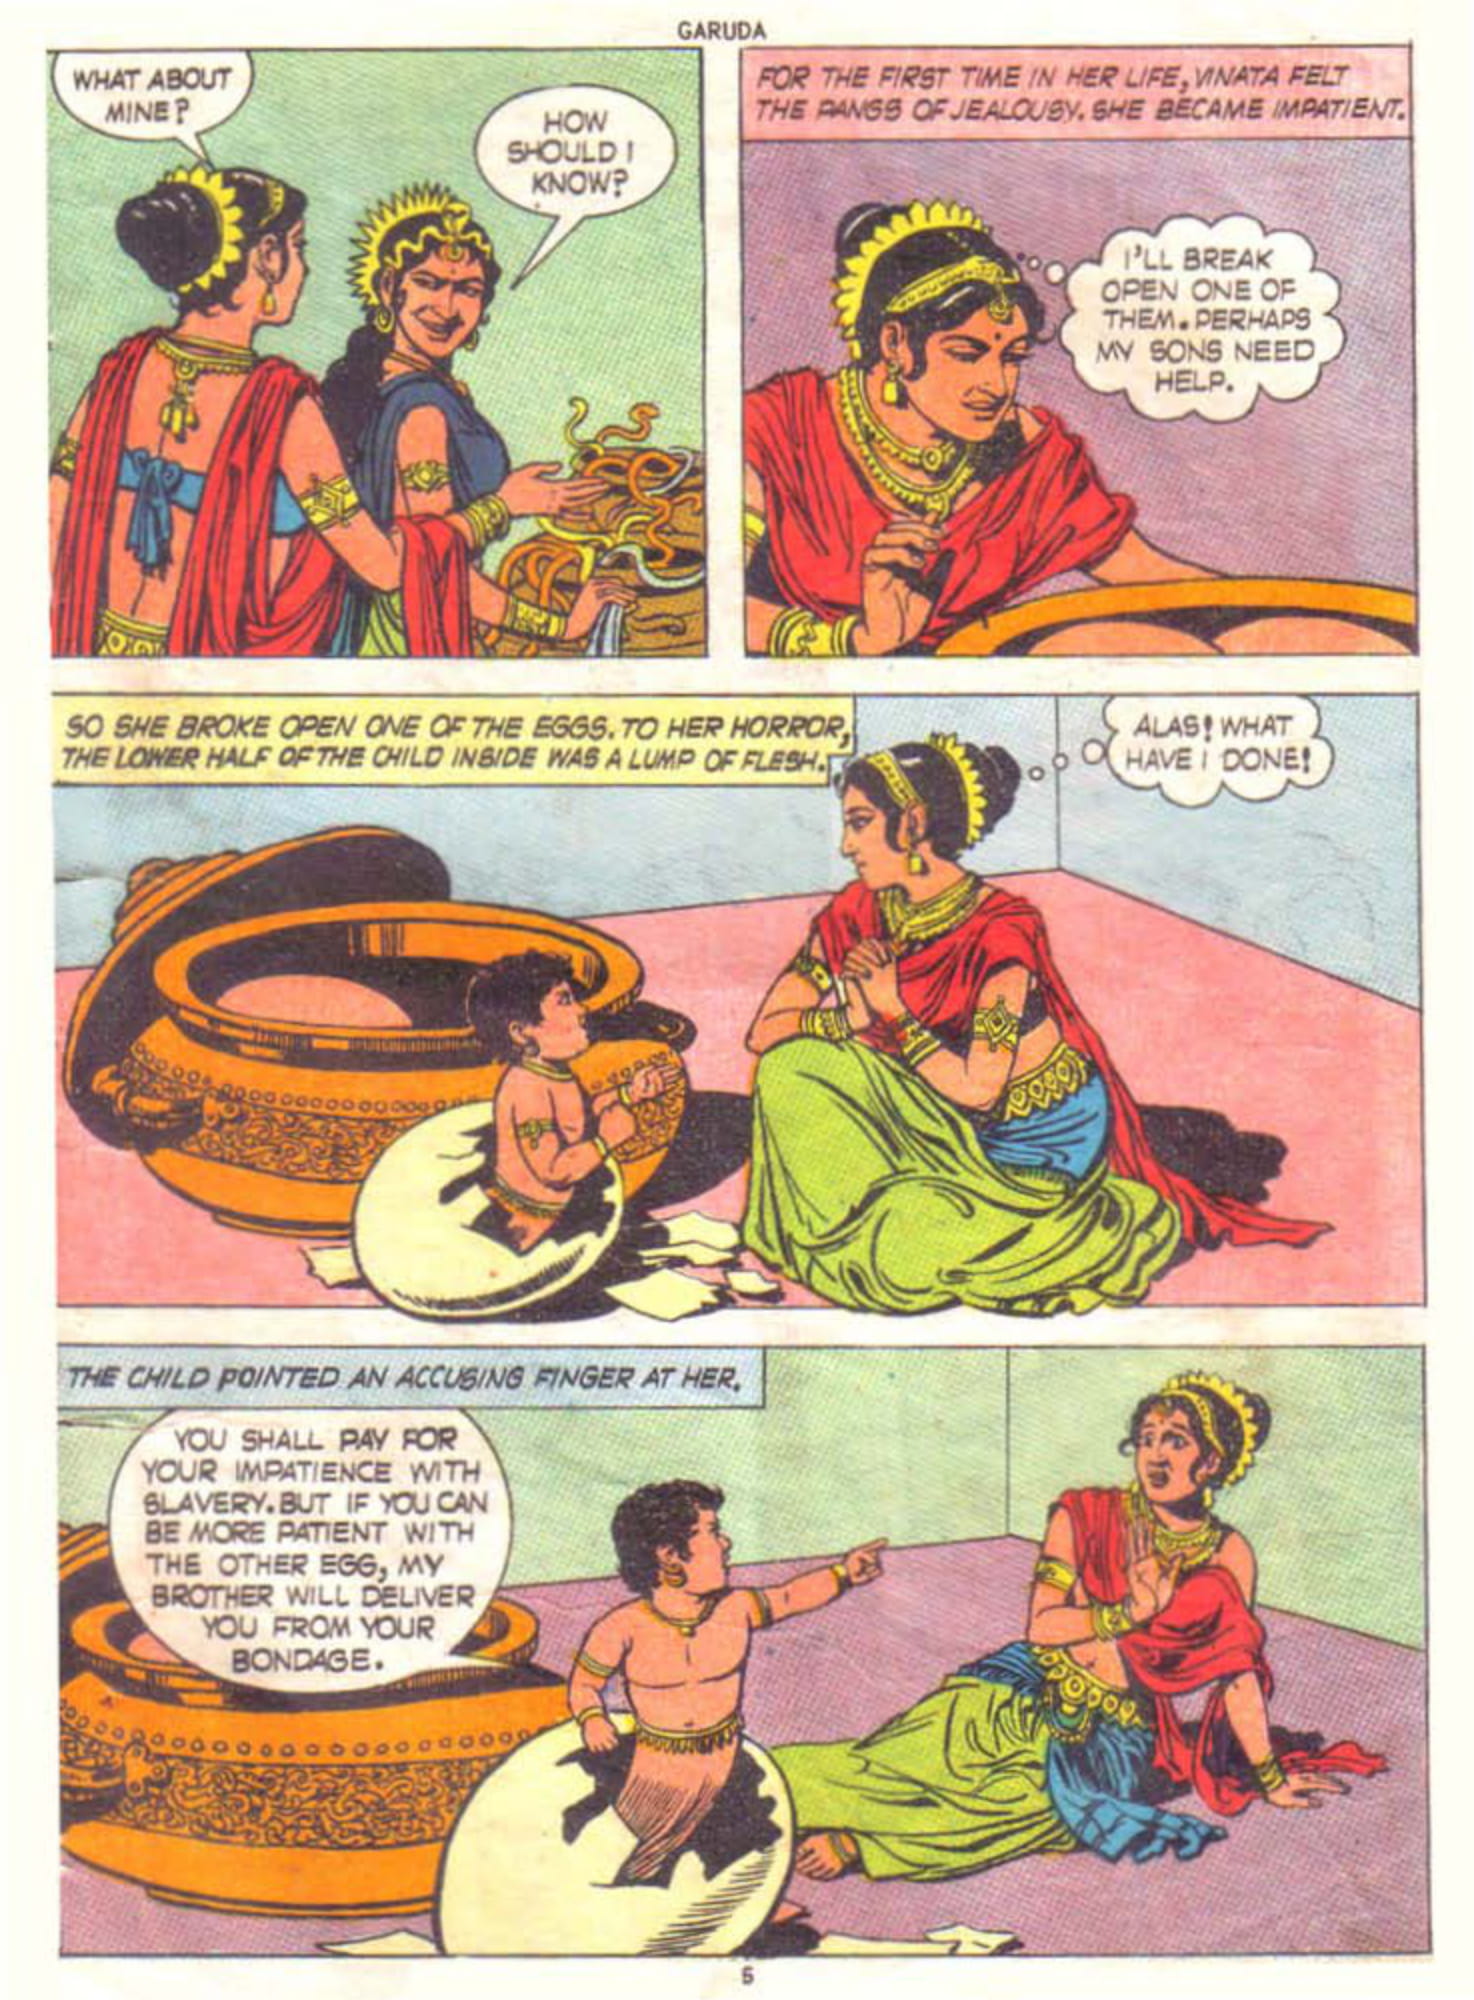 GARUDA
WHAT ABOUT
MINE?
HOW
SHOULD I
KNOW?
FOR THE FIRST TIME IN HER LIFE, VINATA FELT
THE PANGS OF JEALOUSY. SHE BECAME IMPATIENT.
I'LL BREAK
OPEN ONE OF
THEM. PERHAPS
MY SONS NEED
HELP.
SO SHE BROKE OPEN ONE OF THE EGGS. TO HER HORROR,
THE LOWER HALF OF THE CHILD INSIDE WAS A LUMP OF FLESH.
ALAS! WHAT
HAVE I DONE!
THE CHILD POINTED AN ACCUSING FINGER AT HER.
YOU SHALL PAY FOR
YOUR IMPATIENCE WITH
SLAVERY. BUT IF YOU CAN
BE MORE PATIENT WITH
THE OTHER EGG, MY
BROTHER WILL DELIVER
YOU FROM YOUR
BONDAGE.
5